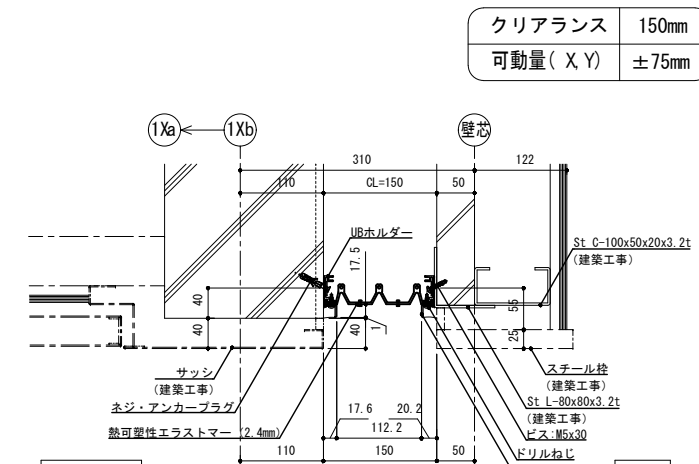 クリアランス 150mm
可動量( X,Y) ±75mm
1Xa 1Xb 壁芯
310 122
110 CL=150 50
UBホルダー
17.5
St C-100x50x20x3.2t
(建築工事)
40 55
40 40 1 25
サッシ
(建築工事)
スチール枠
(建築工事)
ネジ・アンカープラグ
17.6 20.2
St L-80x80x3.2t
(建築工事)
熱可塑性エラストマー (2.4mm)
112.2
ビス:M5x30
110 150 50
ドリルねじ